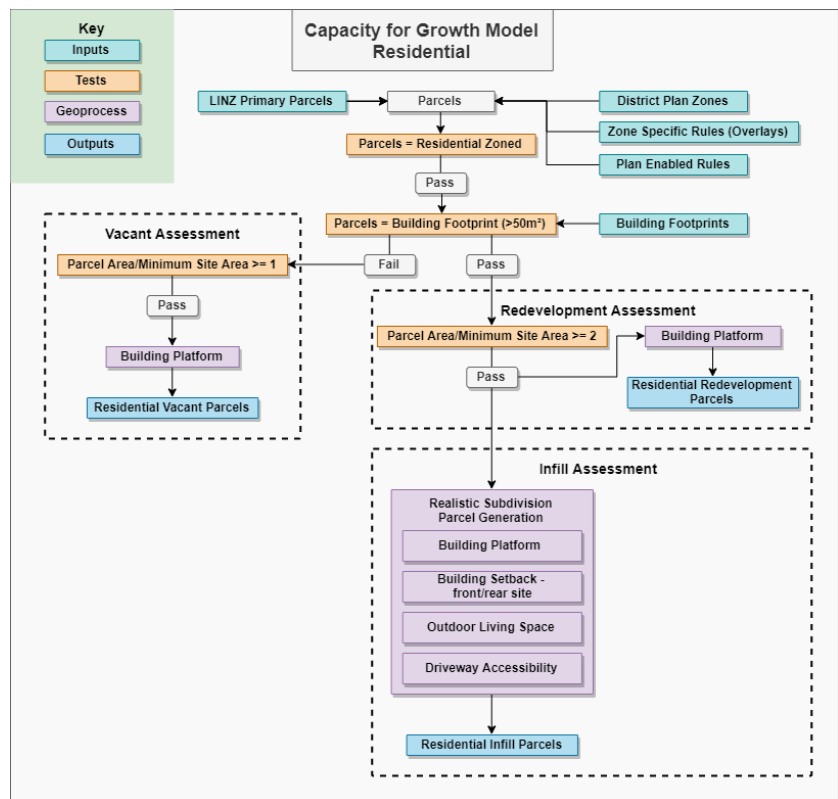 Key
Inputs
Tests
Geoprocess
Outputs
Capacity for Growth Model
Residential
LINZ Primary Parcels
Parcels
District Plan Zones
Zone Specific Rules (Overlays)
Plan Enabled Rules
Parcels = Residential Zoned
Pass
Parcels = Building Footprint (>50m²)
Building Footprints
Fail
Pass
Vacant Assessment
Parcel Area/Minimum Site Area >= 1
Pass
Building Platform
Residential Vacant Parcels
Redevelopment Assessment
Parcel Area/Minimum Site Area >= 2
Pass
Building Platform
Residential Redevelopment
Parcels
Infill Assessment
Realistic Subdivision
Parcel Generation
Building Platform
Building Setback -
front/rear site
Outdoor Living Space
Driveway Accessibility
Residential Infill Parcels